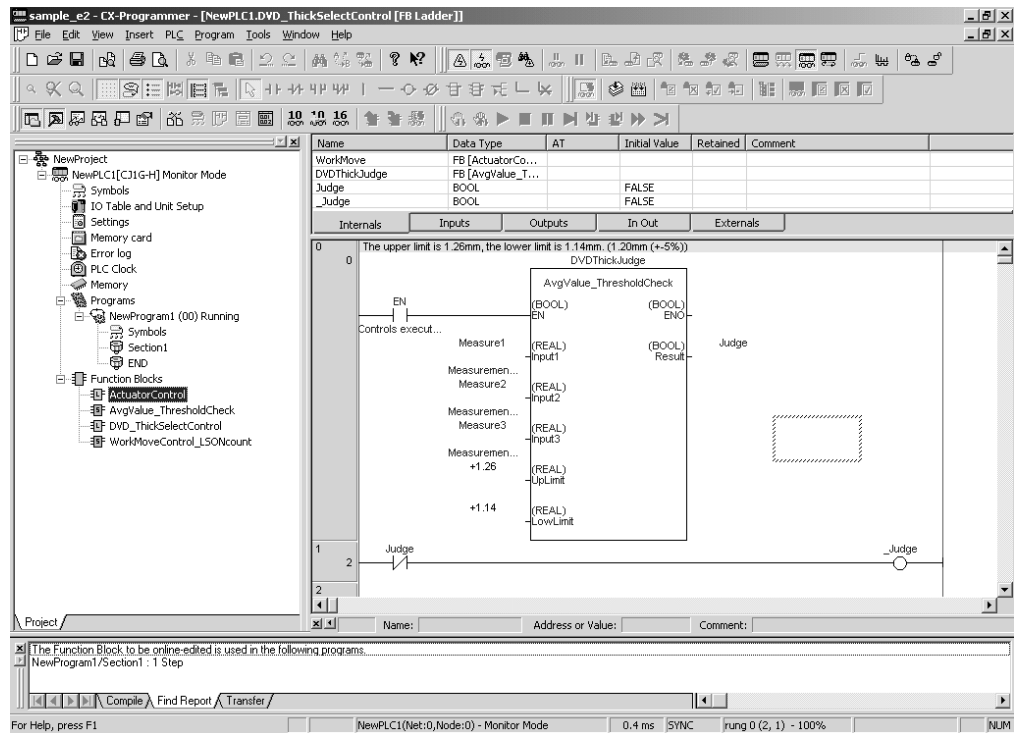 sample_e2 - CX-Programmer - [NewPLC1.DVD_ThickSelectControl [FB Ladder]]
File Edit View Insert PLC Program Tools Window Help
10 10 16
NewProject
NewPLC1[CJ1G-H] Monitor Mode
Symbols
IO Table and Unit Setup
Settings
Memory card
Error log
PLC Clock
Memory
Programs
NewProgram1 (00) Running
Symbols
Section1
END
Function Blocks
ActuatorControl
AvgValue_ThresholdCheck
DVD_ThickSelectControl
WorkMoveControl_LSONcount
Project
Name Data Type AT Initial Value Retained Comment
WorkMove FB [ActuatorCo...
DVDThickJudge FB [AvgValue_T...
Judge BOOL FALSE
_Judge BOOL FALSE
Internals Inputs Outputs In Out Externals
0 The upper limit is 1.26mm, the lower limit is 1.14mm. (1.20mm (+-5%))
0 DVDThickJudge
AvgValue_ThresholdCheck
EN (BOOL) (BOOL)
EN ENO
Controls execut...
Measure1 (REAL) (BOOL) Judge
Input1 Result
Measuremen...
Measure2 (REAL)
Input2
Measuremen...
Measure3 (REAL)
Input3
Measuremen...
+1.26 (REAL)
UpLimit
+1.14 (REAL)
LowLimit
1 Judge _Judge
2
2
Name: Address or Value: Comment:
The Function Block to be online-edited is used in the following programs.
NewProgram1/Section1 : 1 Step
Compile Find Report Transfer
For Help, press F1 NewPLC1(Net:0,Node:0) - Monitor Mode 0.4 ms SYNC rung 0 (2, 1) - 100% NUM